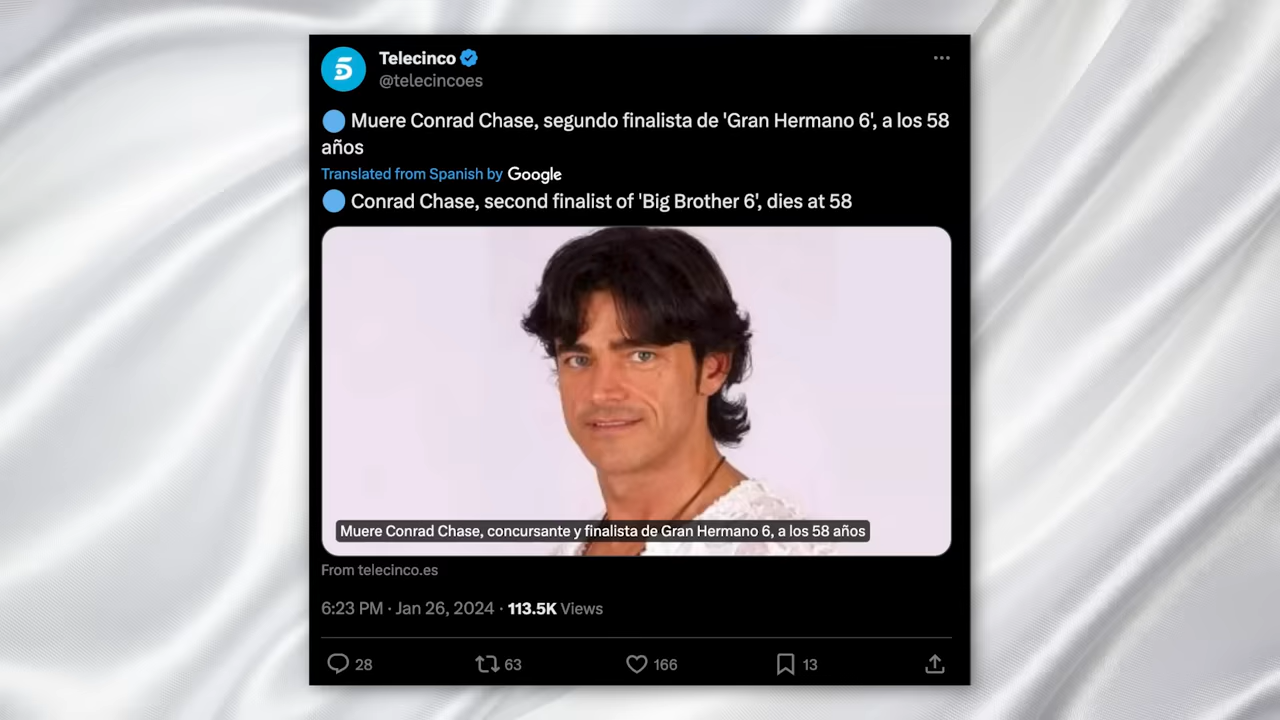 Telecinco
@telecincoes
🔵 Muere Conrad Chase, segundo finalista de 'Gran Hermano 6', a los 58
años
Translated from Spanish by Google
🔵 Conrad Chase, second finalist of 'Big Brother 6', dies at 58
Muere Conrad Chase, concursante y finalista de Gran Hermano 6, a los 58 años
From telecinco.es
6:23 PM · Jan 26, 2024 · 113.5K Views
28 63 166 13